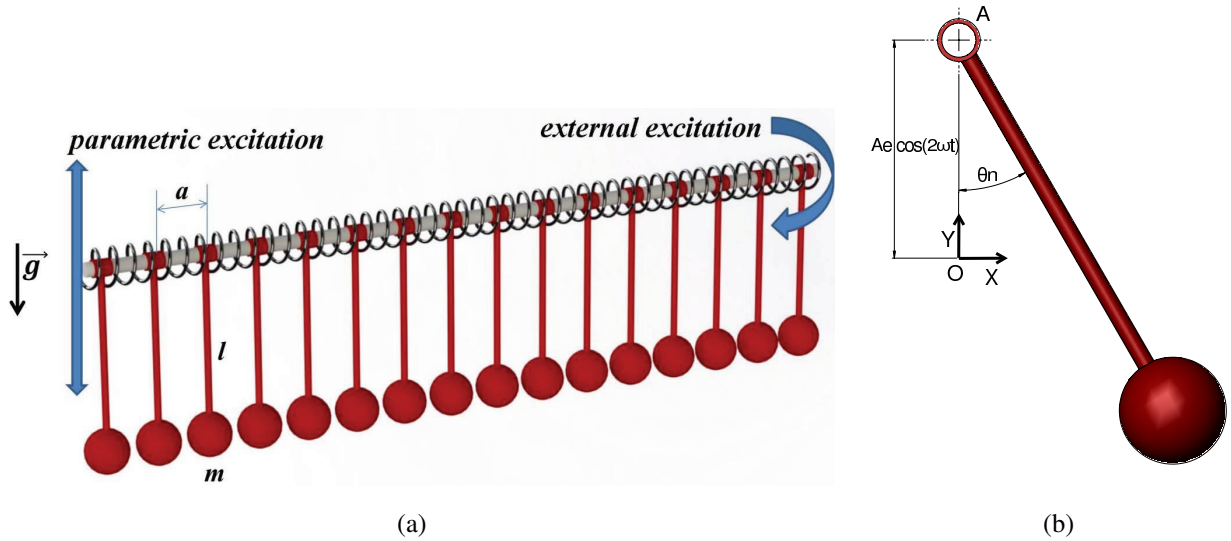 parametric excitation
external excitation
a
g
l
m
(a)
A
Ae cos(2ωt)
θn
Y
O
X
(b)